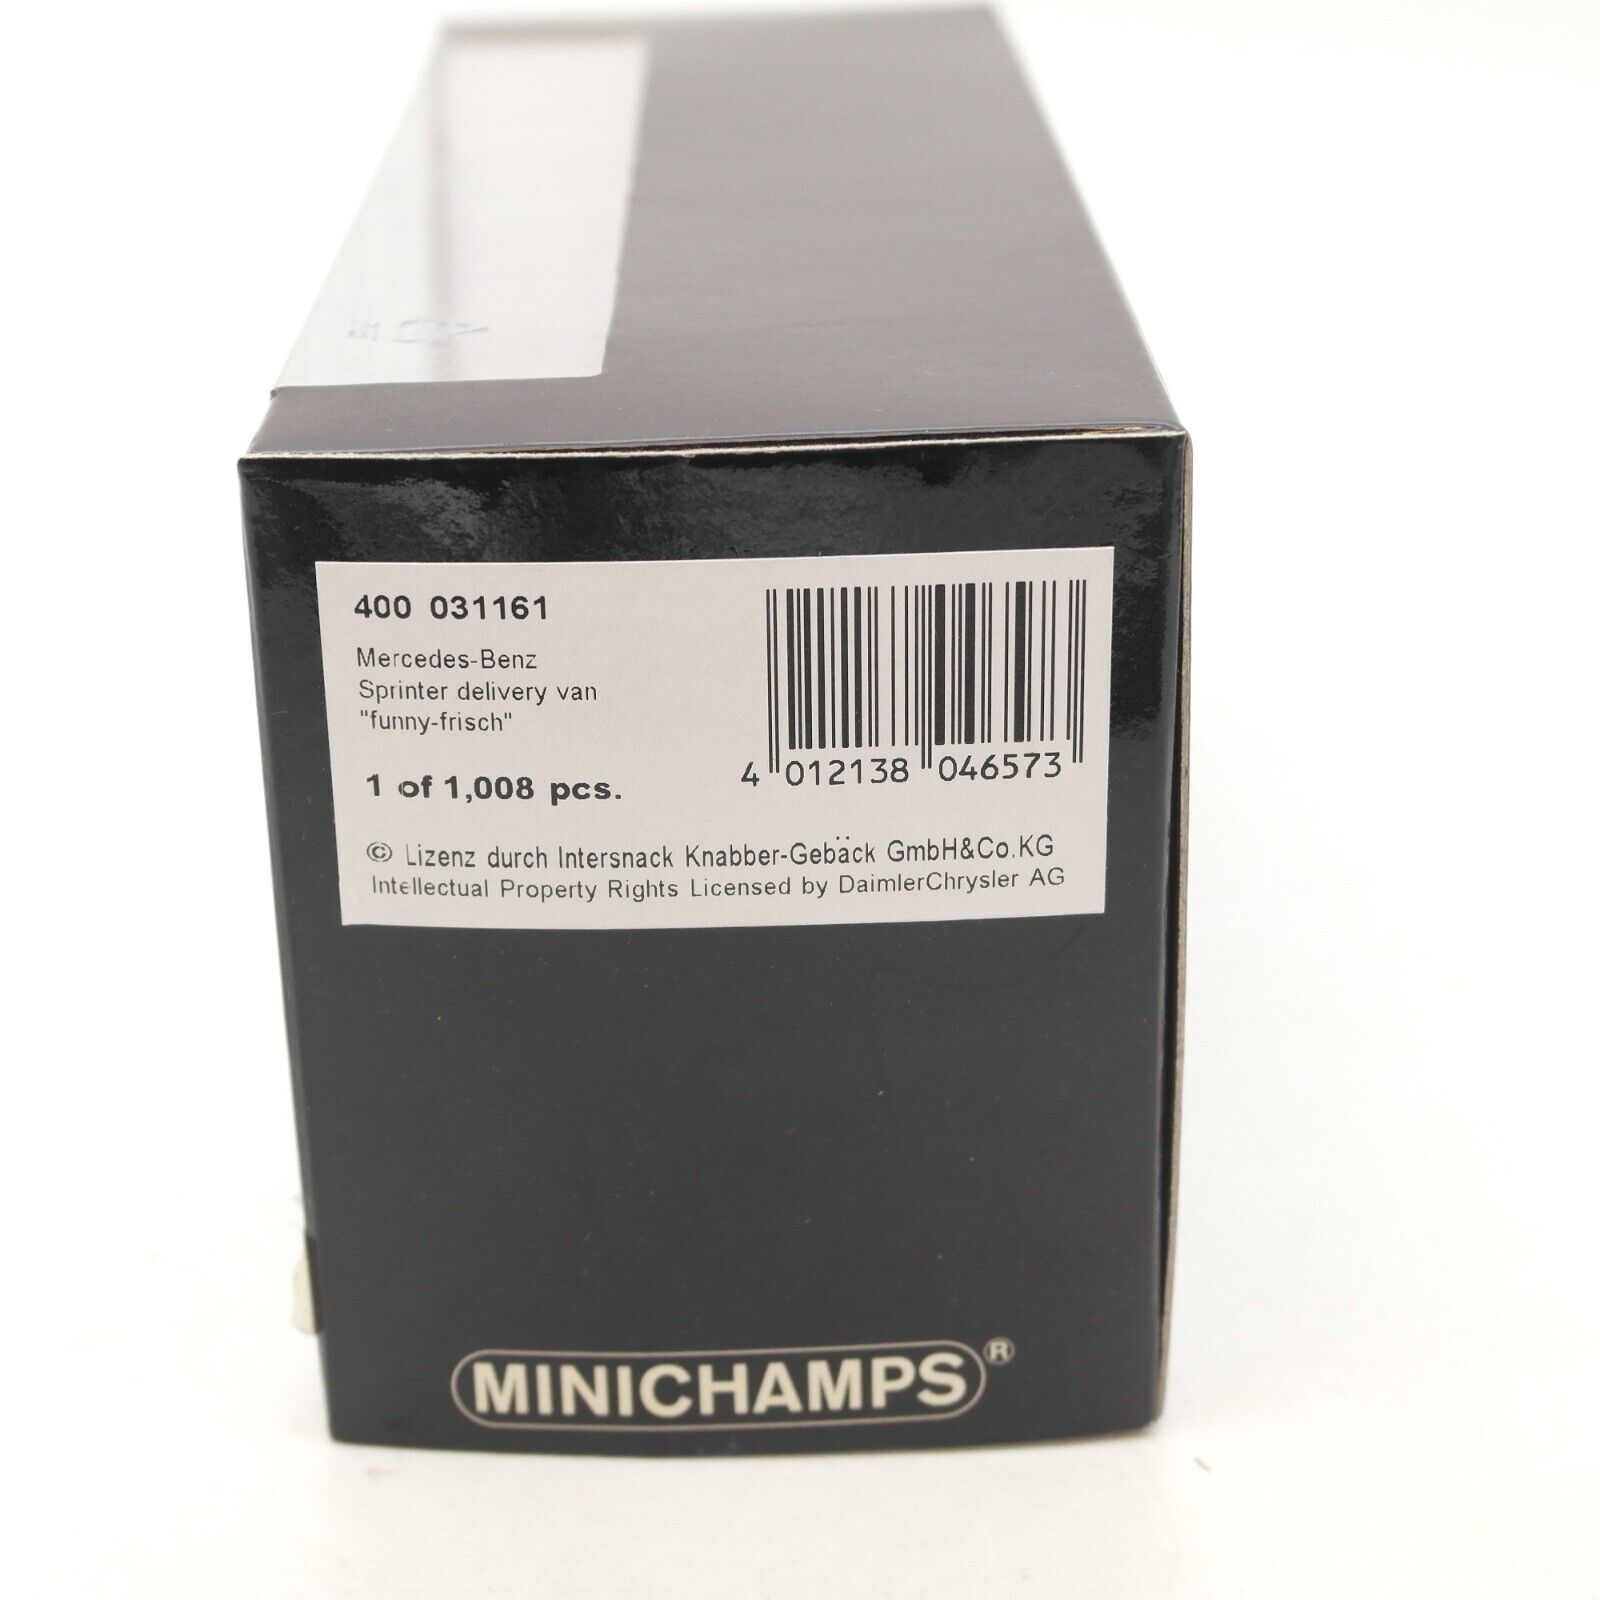 400 031161
Mercedes-Benz
Sprinter delivery van
"funny-frisch"
1 of 1,008 pcs.
4 012138 046573
© Lizenz durch Intersnack Knabber-Gebäck GmbH&Co.KG
Intellectual Property Rights Licensed by DaimlerChrysler AG
MINICHAMPS®